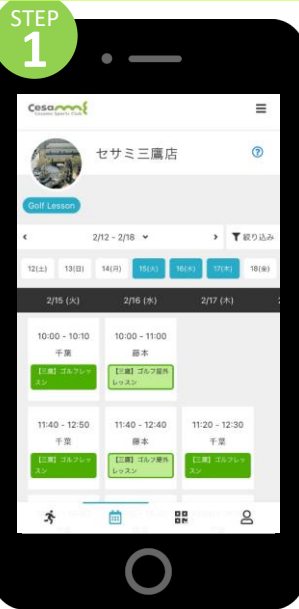 STEP
1
Cesame
Sesame Sports Club
セサミ三鷹店
Golf Lesson
2/12 - 2/18
絞り込み
12(土) 13(日) 14(月) 15(火) 16(水) 17(木) 18(金)
2/15 (火) 2/16 (水) 2/17 (木)
10:00 - 10:10 10:00 - 11:00
千葉 藤本
【三鷹】ゴルフレッ 【三鷹】ゴルフ屋外
スン レッスン
11:40 - 12:50 11:40 - 12:40 11:20 - 12:30
千葉 藤本 千葉
【三鷹】ゴルフレッ 【三鷹】ゴルフ屋外 【三鷹】ゴルフレッ
スン レッスン スン